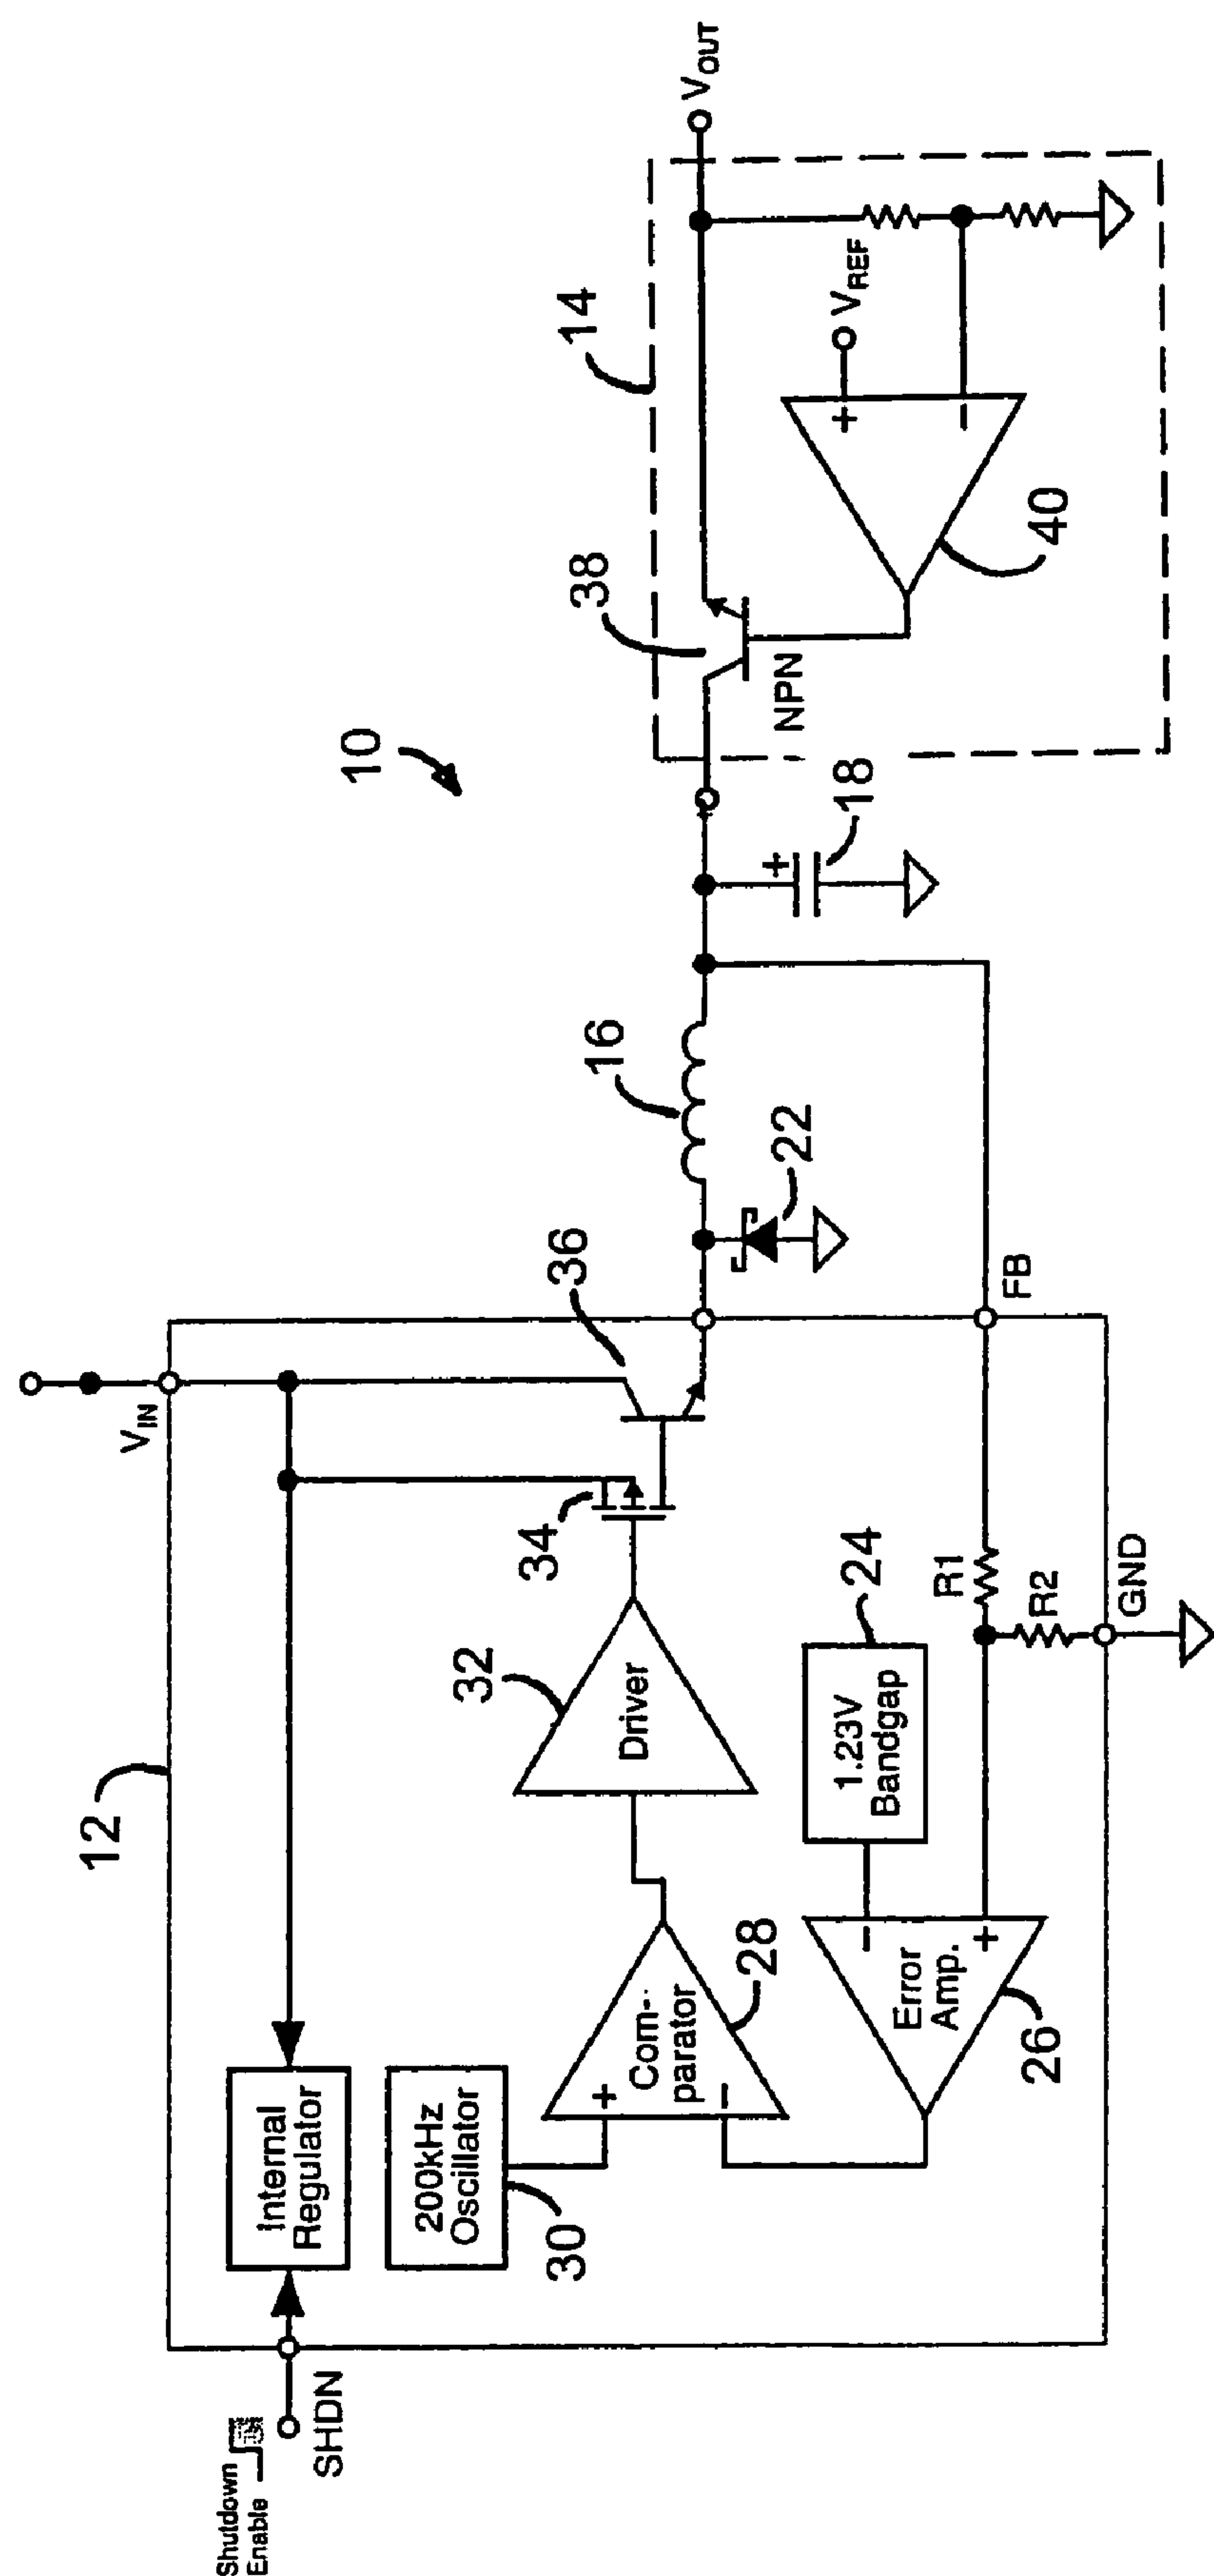 Shutdown
Enable
SHDN
12
Internal
Regulator
200kHz
Oscillator
30
+
-
Com-
parator
28
32
Driver
34
36
VIN
1.23V
Bandgap
24
-
+
Error
Amp.
26
R1
R2
GND
FB
22
16
10
+
18
14
38
NPN
+
-
VREF
40
VOUT